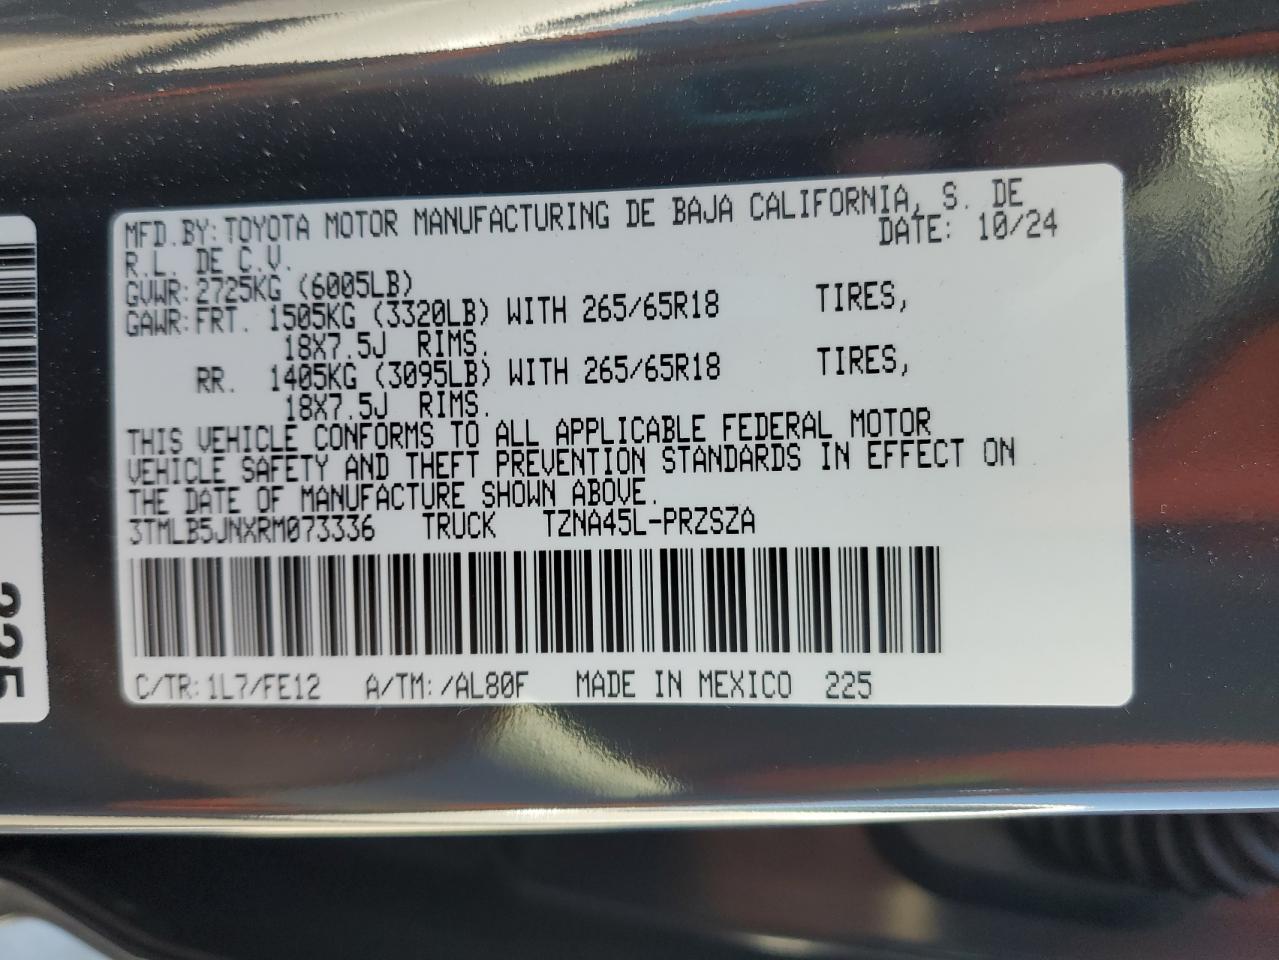 MFD.BY:TOYOTA MOTOR MANUFACTURING DE BAJA CALIFORNIA, S. DE
R.L. DE C.V. DATE: 10/24
GVWR:2725KG (6005LB)
GAWR:FRT. 1505KG (3320LB) WITH 265/65R18 TIRES,
18X7.5J RIMS.
RR. 1405KG (3095LB) WITH 265/65R18 TIRES,
18X7.5J RIMS.
THIS VEHICLE CONFORMS TO ALL APPLICABLE FEDERAL MOTOR
VEHICLE SAFETY AND THEFT PREVENTION STANDARDS IN EFFECT ON
THE DATE OF MANUFACTURE SHOWN ABOVE.
3TMLB5JNXRM073336 TRUCK TZNA45L-PRZSZA
C/TR:1L7/FE12 A/TM:/AL80F MADE IN MEXICO 225
225